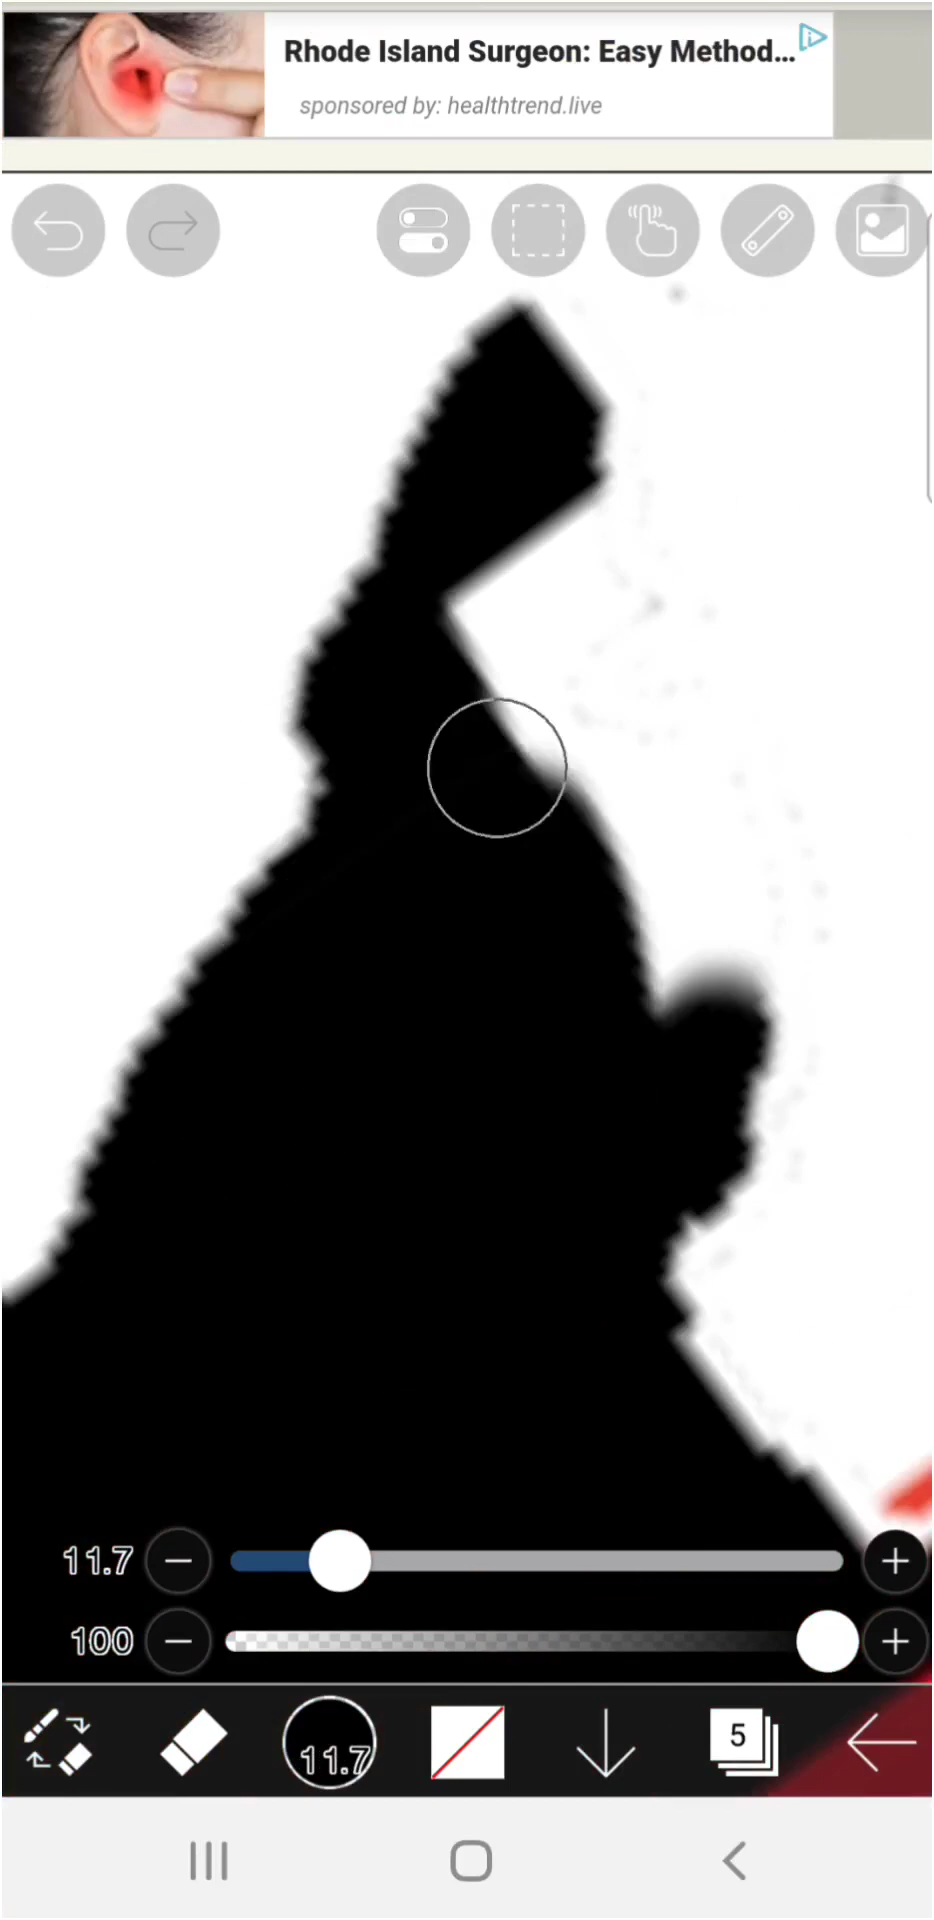 Rhode Island Surgeon: Easy Method...
sponsored by: healthtrend.live
11.7
100
11.7
5